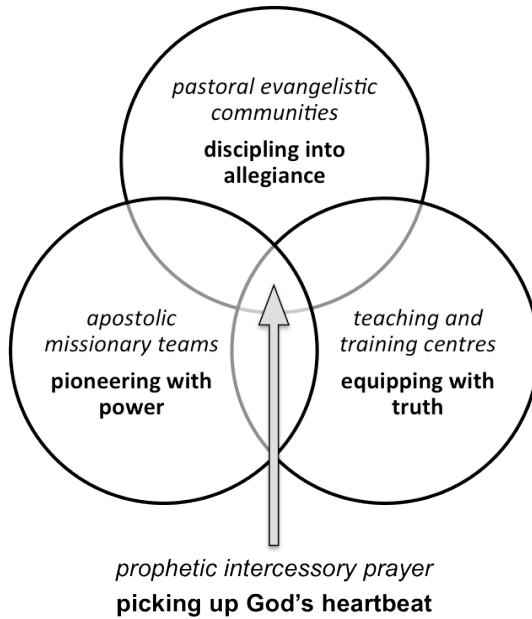 pastoral evangelistic
communities
discipling into
allegiance
apostolic
missionary teams
pioneering with
power
teaching and
training centres
equipping with
truth
prophetic intercessory prayer
picking up God's heartbeat